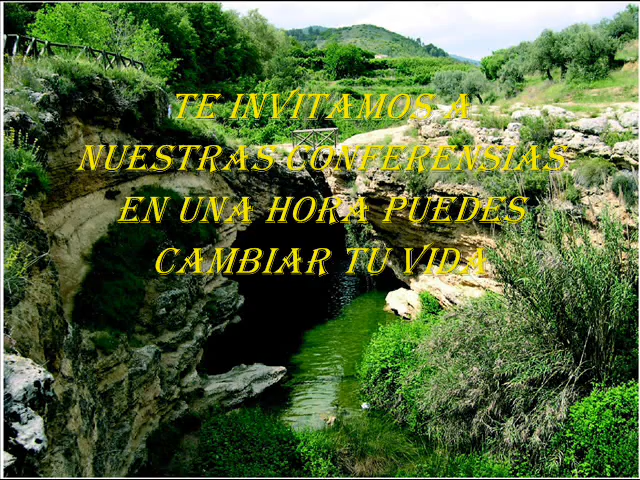 TE INVITAMOS A
NUESTRAS CONFERENSIAS
EN UNA HORA PUEDES
CAMBIAR TU VIDA